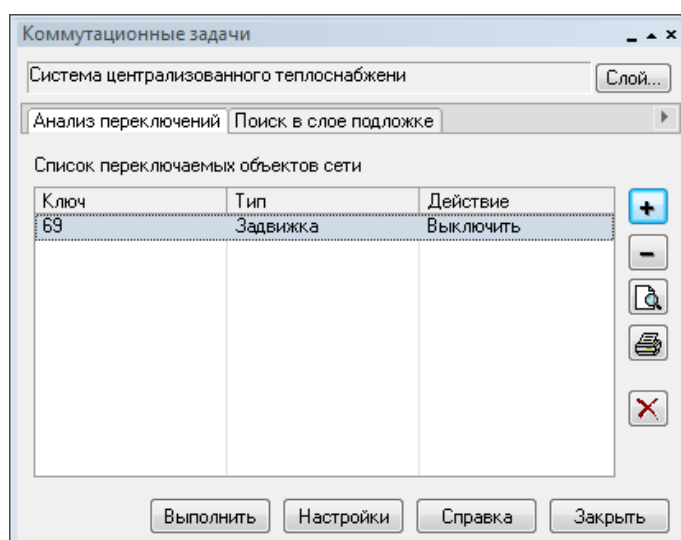 Коммутационные задачи
Система централизованного теплоснабжени
Слой...
Анализ переключений Поиск в слое подложке
Список переключаемых объектов сети
Ключ Тип Действие
69 Задвижка Выключить
Выполнить Настройки Справка Закрыть